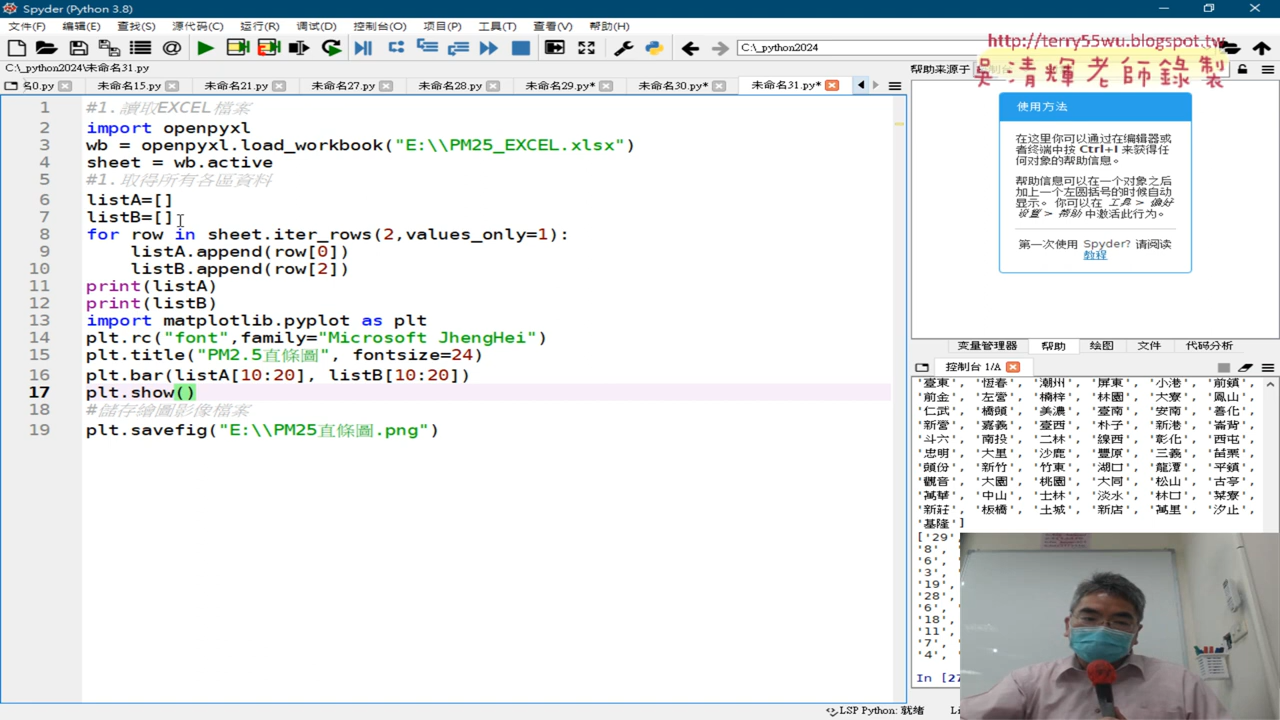 Spyder (Python 3.8)
文件(F) 编辑(E) 查找(S) 源代码(C) 运行(R) 调试(D) 控制台(O) 项目(P) 工具(T) 查看(V) 帮助(H)
C:\_python2024
http://terry55wu.blogspot.tw
吳清輝老師錄製
C:\_python2024\未命名31.py
帮助来源于
名0.py 未命名15.py* 未命名21.py 未命名27.py 未命名28.py 未命名29.py* 未命名30.py* 未命名31.py*
1 #1.讀取EXCEL檔案
2 import openpyxl
3 wb = openpyxl.load_workbook("E:\\PM25_EXCEL.xlsx")
4 sheet = wb.active
5 #1.取得所有各區資料
6 listA=[]
7 listB=[]
8 for row in sheet.iter_rows(2,values_only=1):
9 listA.append(row[0])
10 listB.append(row[2])
11 print(listA)
12 print(listB)
13 import matplotlib.pyplot as plt
14 plt.rc("font",family="Microsoft JhengHei")
15 plt.title("PM2.5直條圖", fontsize=24)
16 plt.bar(listA[10:20], listB[10:20])
17 plt.show()
18 #儲存繪圖影像檔案
19 plt.savefig("E:\\PM25直條圖.png")
使用方法
在这里你可以通过在编辑器或
者终端中按 Ctrl+I 来获得任
何对象的帮助信息。
帮助信息可以在一个对象之后
加上一个左圆括号的时候自动
显示。 你可以在 工具 > 偏好
设置 > 帮助 中激活此行为。
第一次使用 Spyder? 请阅读
教程
变量管理器 帮助 绘图 文件 代码分析
控制台 1/A
'臺東', '恆春', '潮州', '屏東', '小港', '前鎮',
'前金', '左營', '楠梓', '林園', '大寮', '鳳山',
'仁武', '橋頭', '美濃', '臺南', '安南', '善化',
'新營', '嘉義', '臺西', '朴子', '新港', '崙背',
'斗六', '南投', '二林', '線西', '彰化', '西屯',
'忠明', '大里', '沙鹿', '豐原', '三義', '苗栗',
'頭份', '新竹', '竹東', '湖口', '龍潭', '平鎮',
'觀音', '大園', '桃園', '大同', '松山', '古亭',
'萬華', '中山', '士林', '淡水', '林口', '菜寮',
'新莊', '板橋', '土城', '新店', '萬里', '汐止',
'基隆']
['29',
'8',
'6',
'3',
'19',
'28',
'6',
'18',
'11',
'7',
'4',
In [27
LSP Python: 就绪